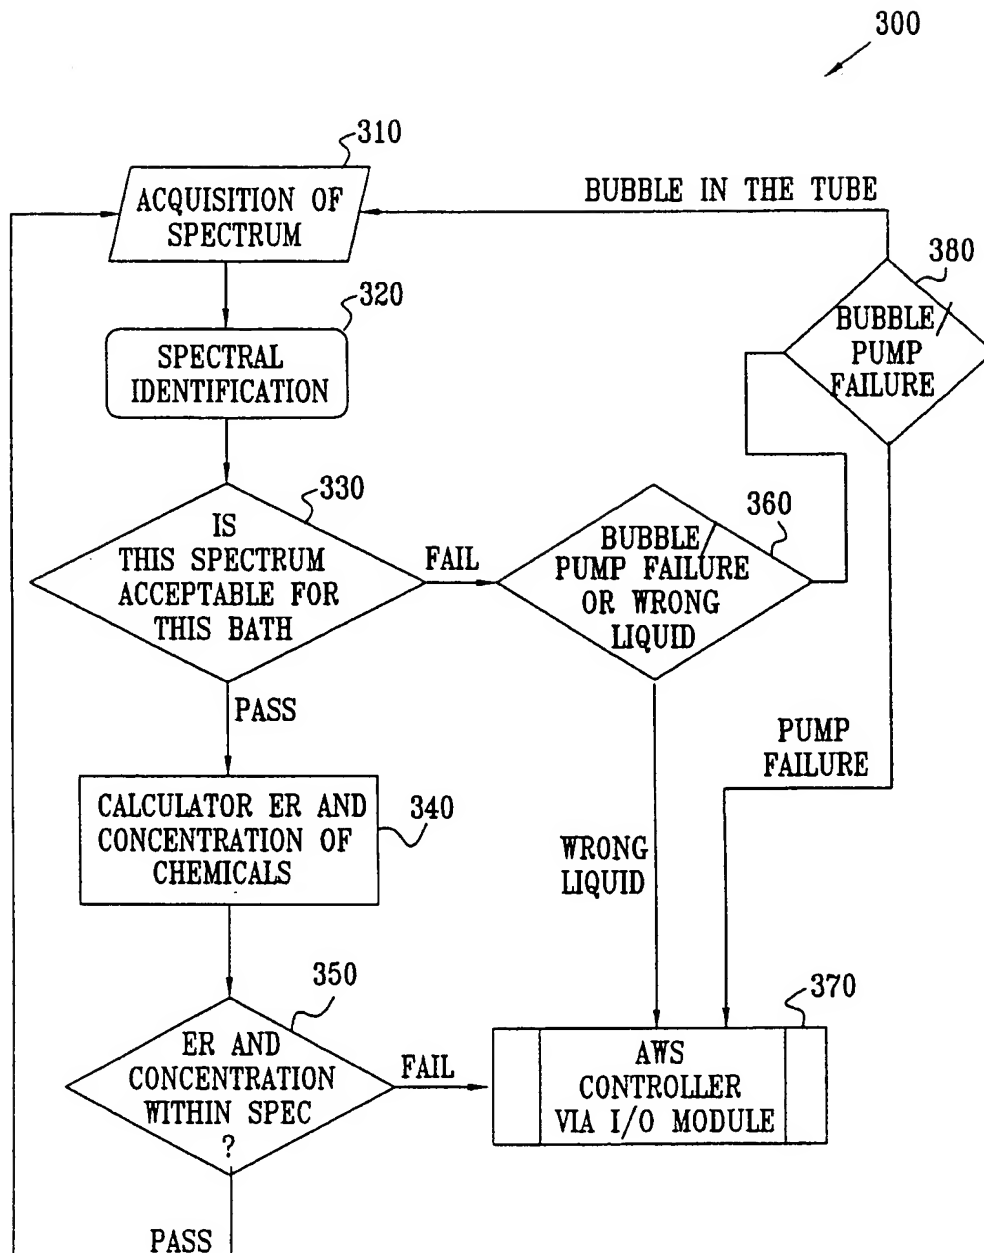 300
310
ACQUISITION OF
SPECTRUM
BUBBLE IN THE TUBE
380
BUBBLE/
PUMP
FAILURE
320
SPECTRAL
IDENTIFICATION
330
IS
THIS SPECTRUM
ACCEPTABLE FOR
THIS BATH
FAIL
360
BUBBLE/
PUMP FAILURE
OR WRONG
LIQUID
PASS
PUMP
FAILURE
CALCULATOR ER AND
CONCENTRATION OF
CHEMICALS
340
WRONG
LIQUID
350
ER AND
CONCENTRATION
WITHIN SPEC
?
FAIL
370
AWS
CONTROLLER
VIA I/O MODULE
PASS